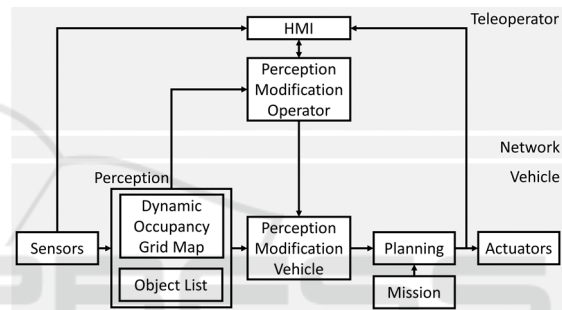 Teleoperator
HMI
Perception
Modification
Operator
Network
Vehicle
Perception
Dynamic
Occupancy
Grid Map
Object List
Sensors
Perception
Modification
Vehicle
Planning
Actuators
Mission